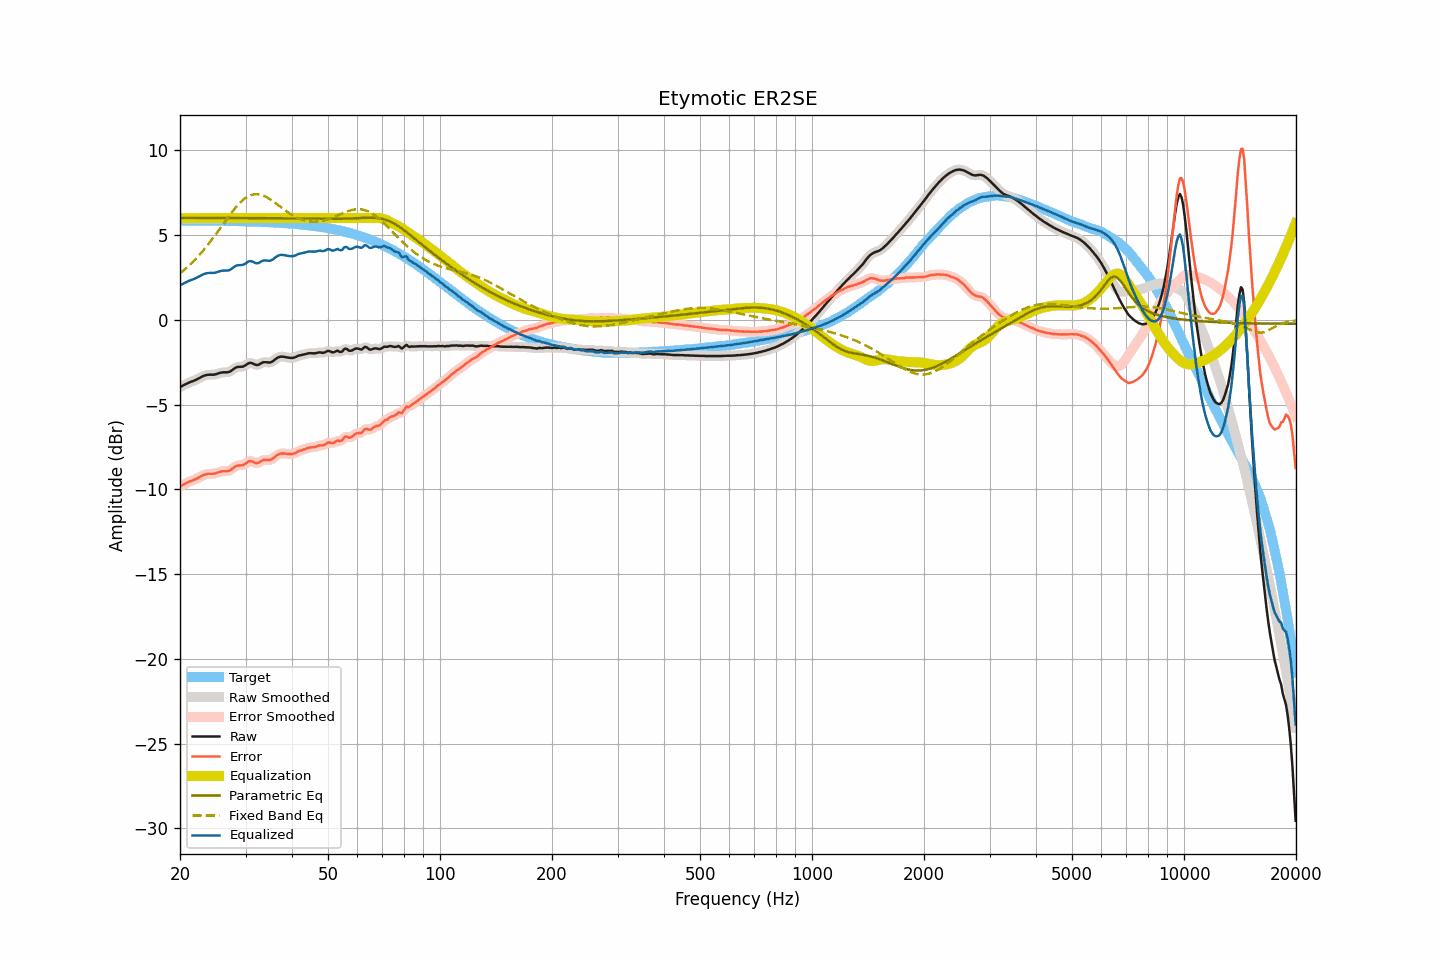 Etymotic ER2SE
Amplitude (dBr)
10
5
0
−5
−10
−15
−20
−25
−30
Target
Raw Smoothed
Error Smoothed
Raw
Error
Equalization
Parametric Eq
Fixed Band Eq
Equalized
20 50 100 200 500 1000 2000 5000 10000 20000
Frequency (Hz)